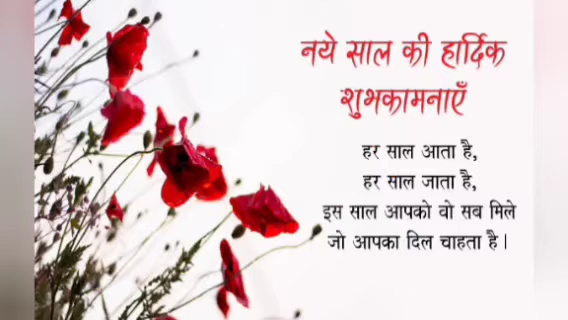 नये साल की हार्दिक
शुभकामनाएँ
हर साल आता है,
हर साल जाता है,
इस साल आपको वो सब मिले
जो आपका दिल चाहता है।